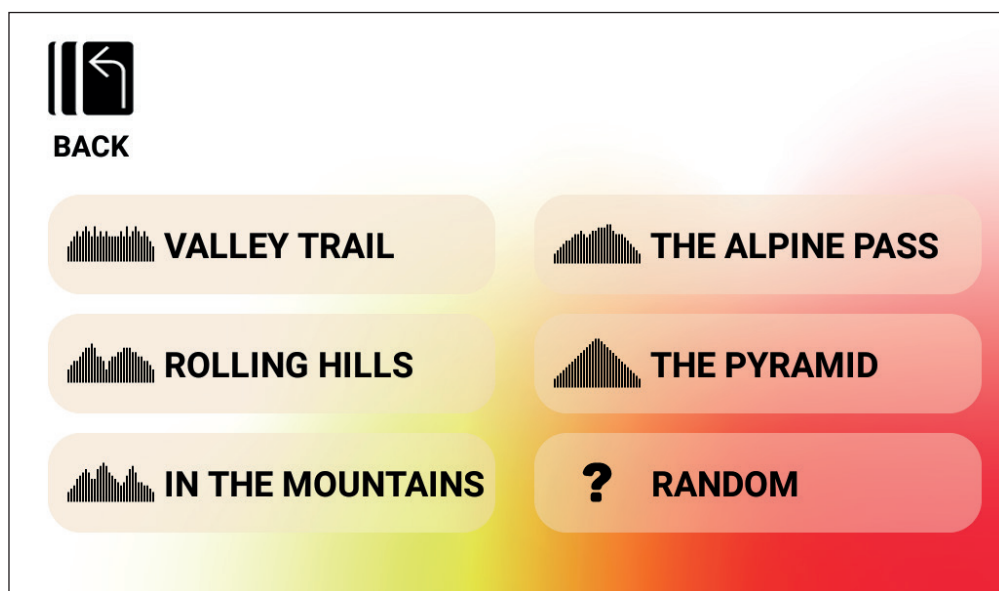 BACK
VALLEY TRAIL
THE ALPINE PASS
ROLLING HILLS
THE PYRAMID
IN THE MOUNTAINS
? RANDOM